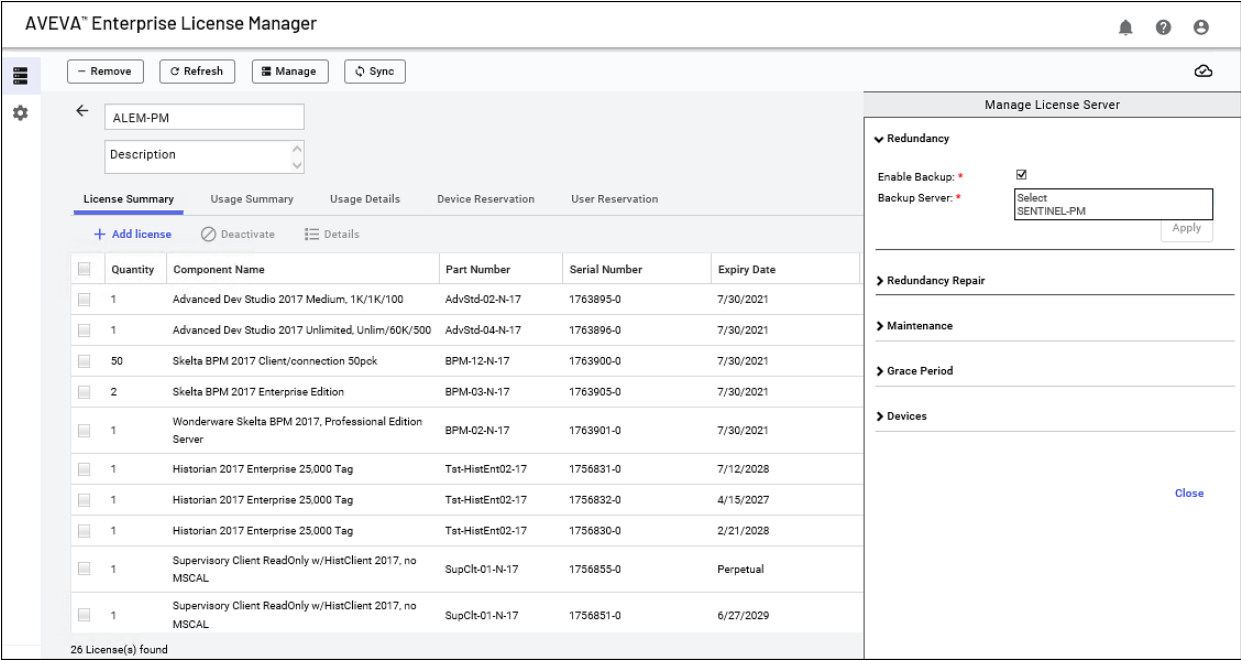 AVEVA™ Enterprise License Manager
Remove Refresh Manage Sync
ALEM-PM
Description
License Summary Usage Summary Usage Details Device Reservation User Reservation
+ Add license Deactivate Details
Quantity Component Name Part Number Serial Number Expiry Date
1 Advanced Dev Studio 2017 Medium, 1K/1K/100 AdvStd-02-N-17 1763895-0 7/30/2021
1 Advanced Dev Studio 2017 Unlimited, Unlim/60K/500 AdvStd-04-N-17 1763896-0 7/30/2021
50 Skelta BPM 2017 Client/connection 50pck BPM-12-N-17 1763900-0 7/30/2021
2 Skelta BPM 2017 Enterprise Edition BPM-03-N-17 1763905-0 7/30/2021
1 Wonderware Skelta BPM 2017, Professional Edition
Server BPM-02-N-17 1763901-0 7/30/2021
1 Historian 2017 Enterprise 25,000 Tag Tst-HistEnt02-17 1756831-0 7/12/2028
1 Historian 2017 Enterprise 25,000 Tag Tst-HistEnt02-17 1756832-0 4/15/2027
1 Historian 2017 Enterprise 25,000 Tag Tst-HistEnt02-17 1756830-0 2/21/2028
1 Supervisory Client ReadOnly w/HistClient 2017, no
MSCAL SupClt-01-N-17 1756855-0 Perpetual
1 Supervisory Client ReadOnly w/HistClient 2017, no
MSCAL SupClt-01-N-17 1756851-0 6/27/2029
26 License(s) found
Manage License Server
Redundancy
Enable Backup: *
Backup Server: * Select
SENTINEL-PM
Apply
Redundancy Repair
Maintenance
Grace Period
Devices
Close